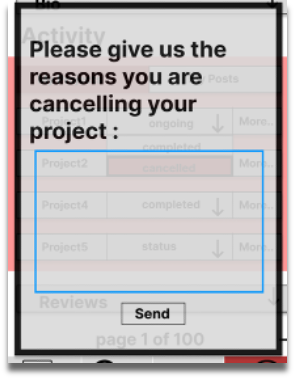 Bio
Activity
Please give us the
reasons you are
cancelling your
project :
Posts
Project1 ongoing ↓ More..
completed
Project2 cancelled More..
Project4 completed ↓ More..
Project5 status ↓ More..
Reviews ↓
Send
page 1 of 100